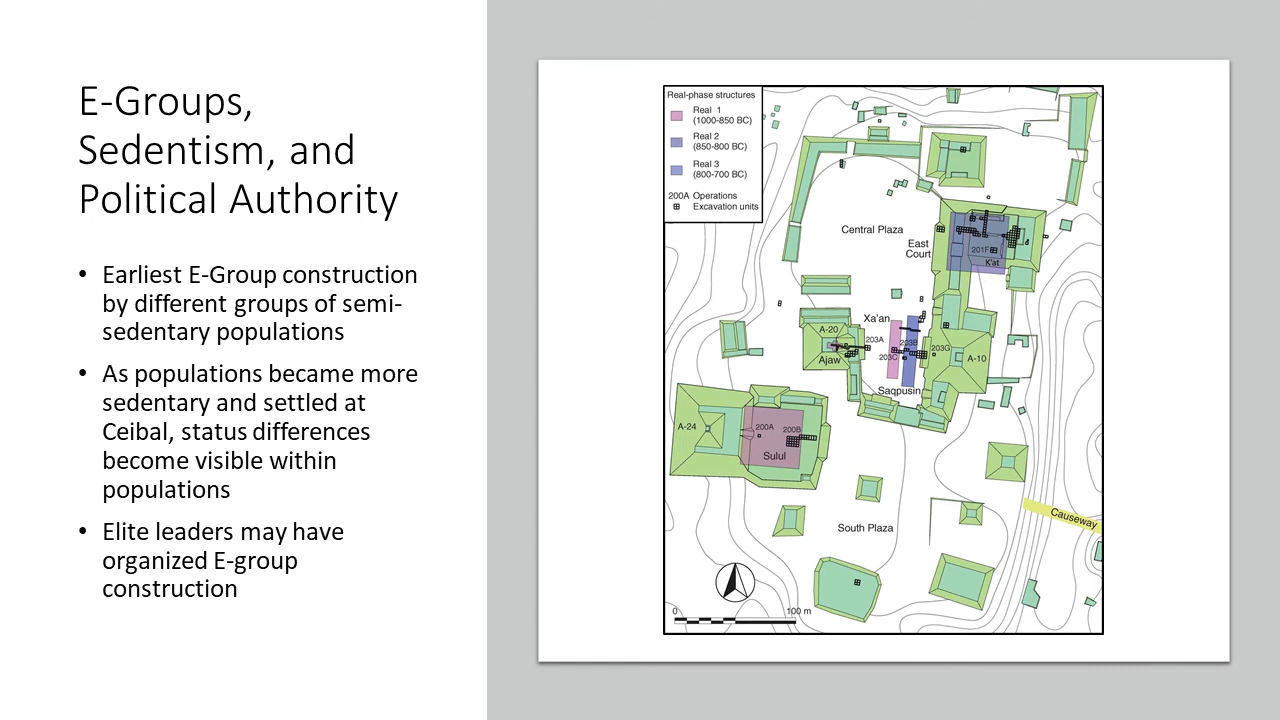 E-Groups,
Sedentism, and
Political Authority
• Earliest E-Group construction
by different groups of semi-
sedentary populations
• As populations became more
sedentary and settled at
Ceibal, status differences
become visible within
populations
• Elite leaders may have
organized E-group
construction
Real-phase structures
Real 1
(1000-850 BC)
Real 2
(850-800 BC)
Real 3
(800-700 BC)
200A Operations
Excavation units
Central Plaza
East
Court
201F
K'at
Xa'an
A-20
203A
203B
203G
203C
Ajaw
A-10
Saqpusin
A-24
200A
200B
Sulul
Causeway
South Plaza
0
100 m